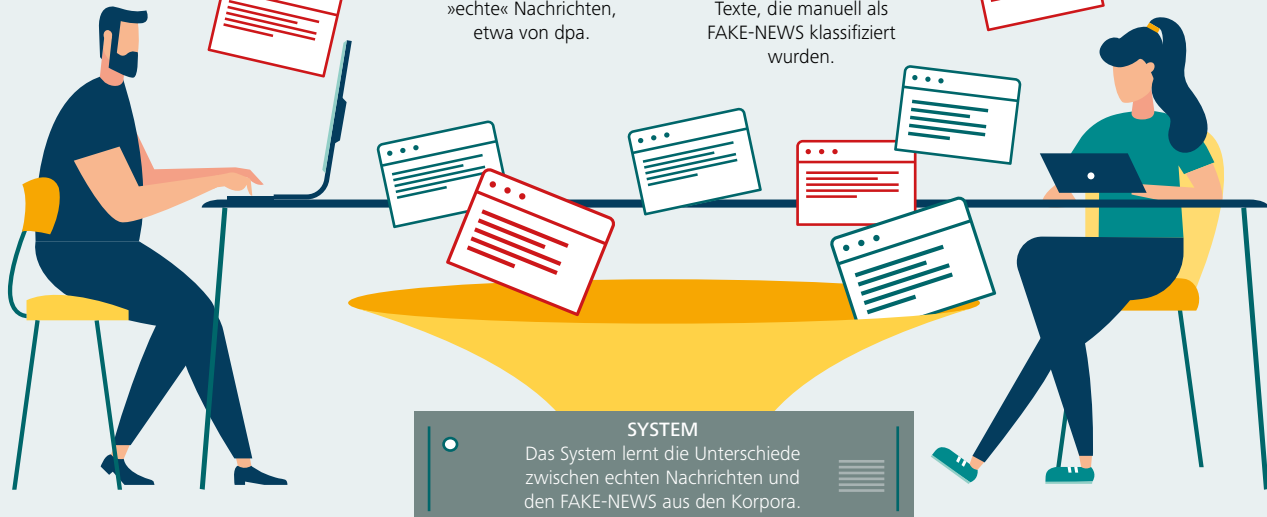 »echte« Nachrichten,
etwa von dpa.
Texte, die manuell als
FAKE-NEWS klassifiziert
wurden.
SYSTEM
Das System lernt die Unterschiede
zwischen echten Nachrichten und
den FAKE-NEWS aus den Korpora.